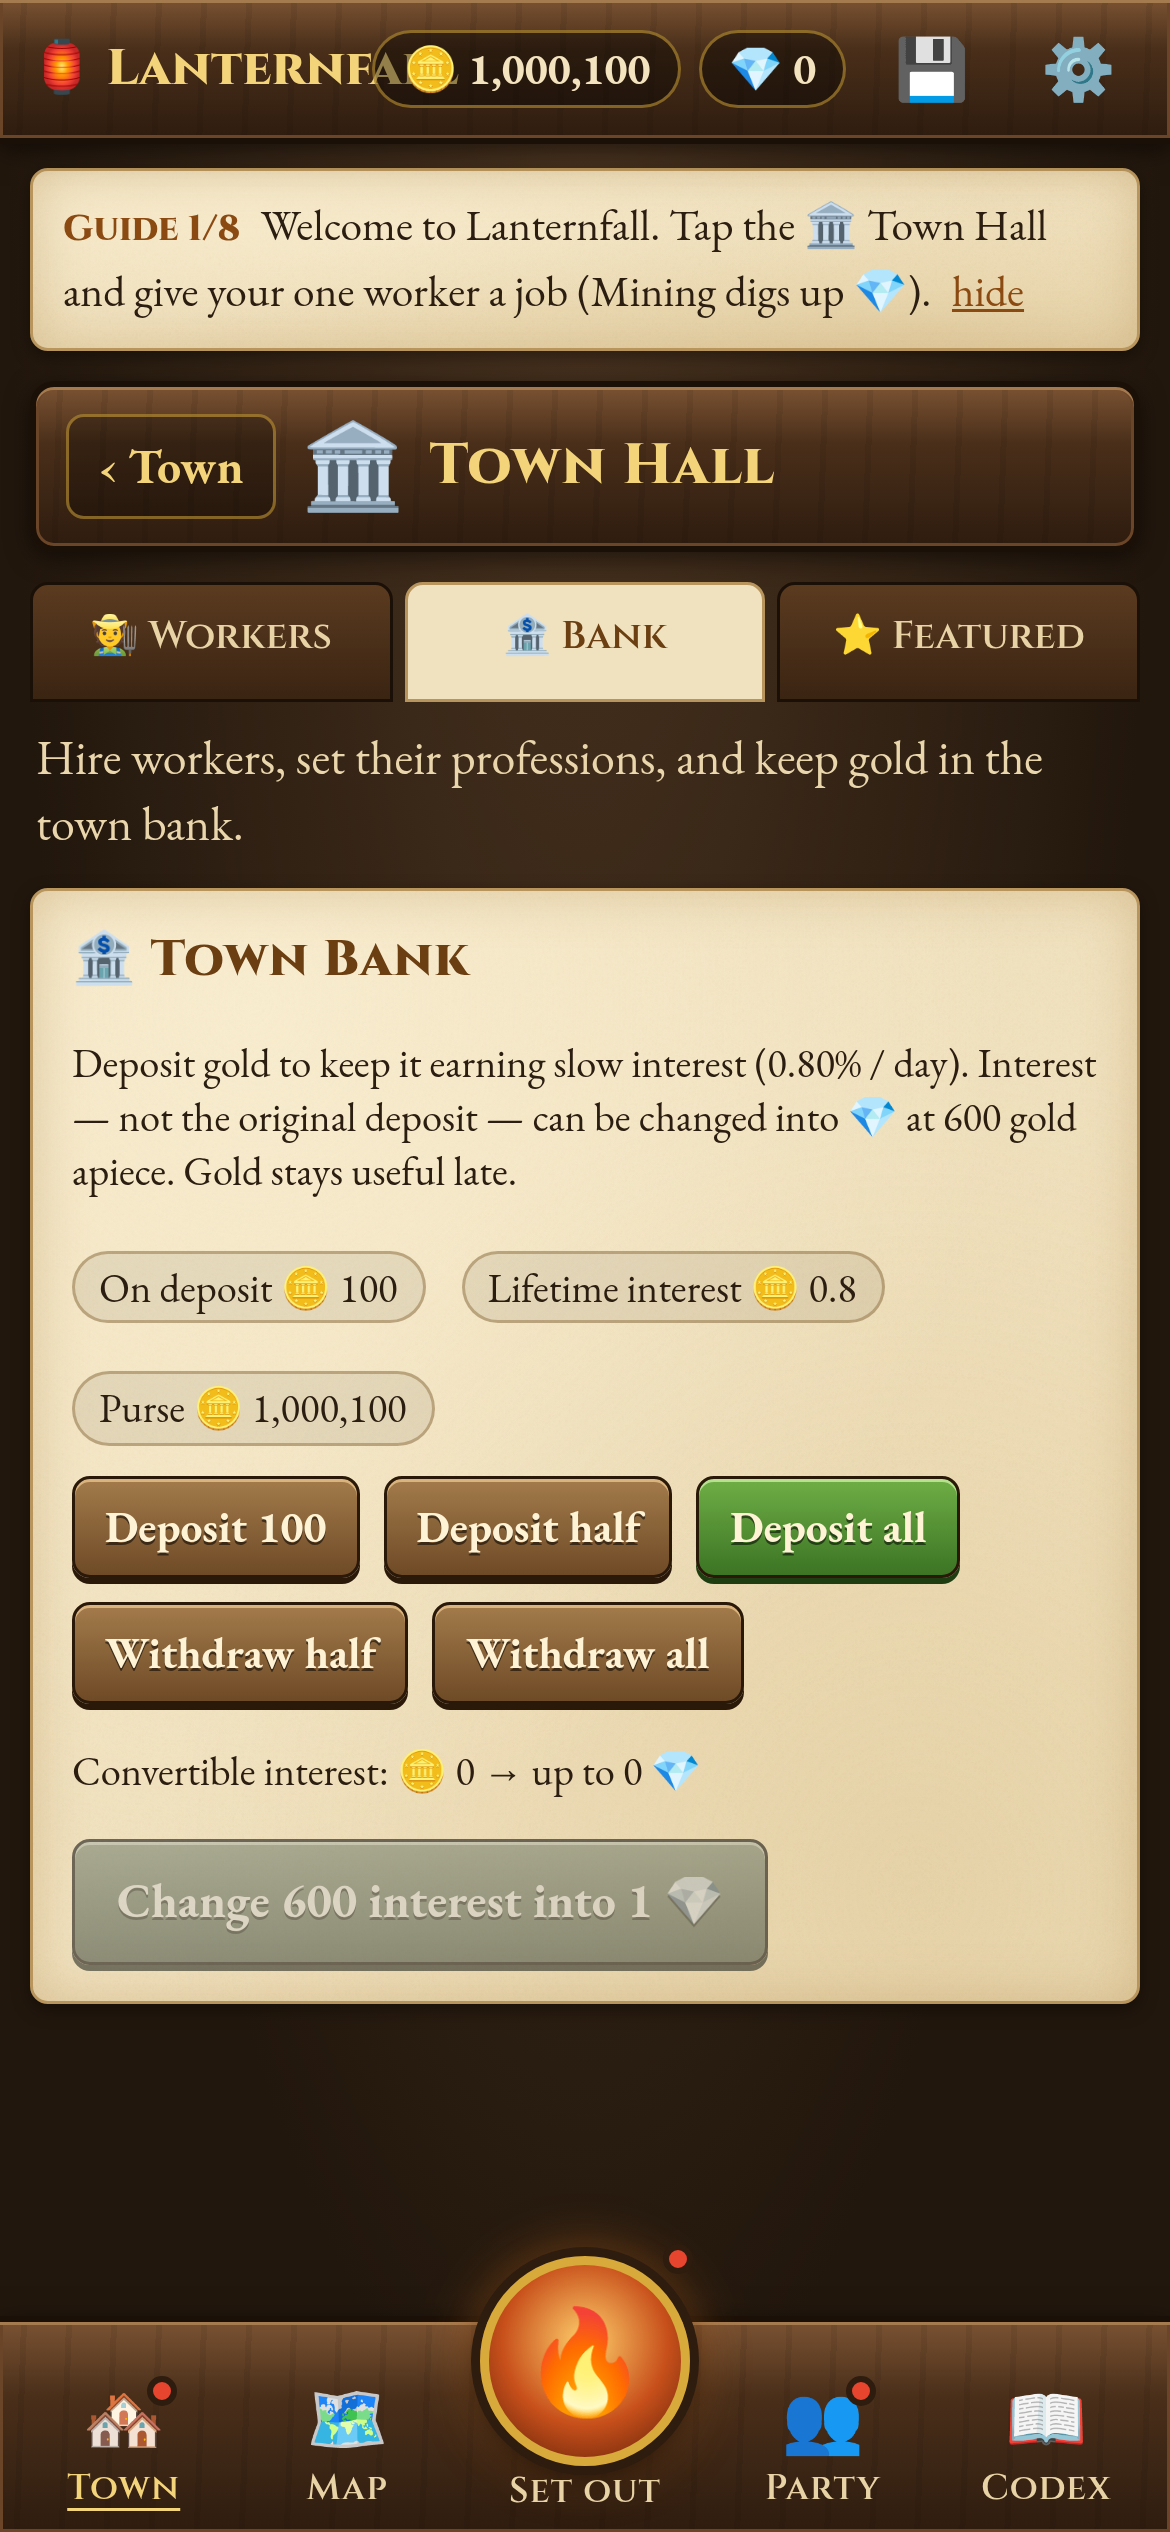 LANTERNFALL
1,000,100
0
GUIDE 1/8 Welcome to Lanternfall. Tap the 🏛️ Town Hall
and give your one worker a job (Mining digs up 💎). hide
‹ Town
TOWN HALL
WORKERS
BANK
FEATURED
Hire workers, set their professions, and keep gold in the
town bank.
TOWN BANK
Deposit gold to keep it earning slow interest (0.80% / day). Interest
— not the original deposit — can be changed into 💎 at 600 gold
apiece. Gold stays useful late.
On deposit 🪙 100
Lifetime interest 🪙 0.8
Purse 🪙 1,000,100
Deposit 100
Deposit half
Deposit all
Withdraw half
Withdraw all
Convertible interest: 🪙 0 → up to 0 💎
Change 600 interest into 1 💎
TOWN
MAP
SET OUT
PARTY
CODEX